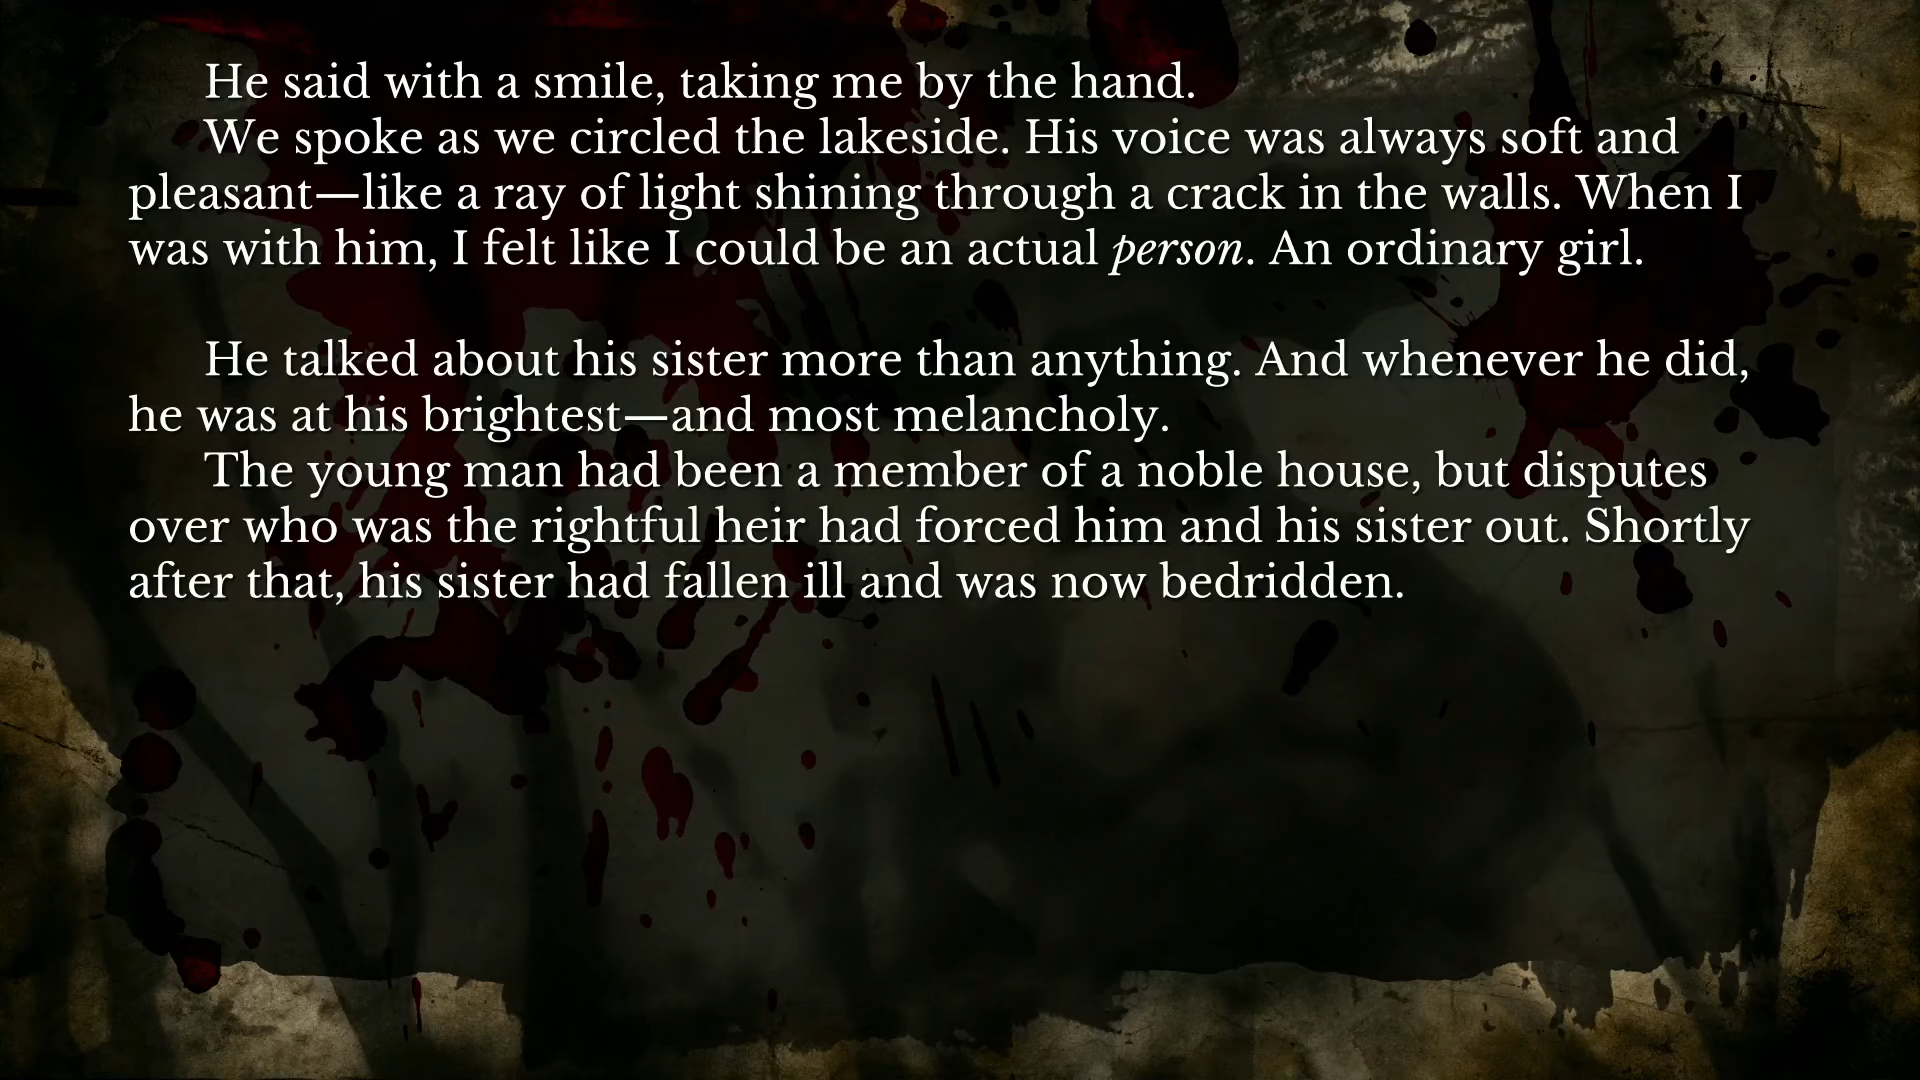 He said with a smile, taking me by the hand.
We spoke as we circled the lakeside. His voice was always soft and
pleasant—like a ray of light shining through a crack in the walls. When I
was with him, I felt like I could be an actual person. An ordinary girl.
He talked about his sister more than anything. And whenever he did,
he was at his brightest—and most melancholy.
The young man had been a member of a noble house, but disputes
over who was the rightful heir had forced him and his sister out. Shortly
after that, his sister had fallen ill and was now bedridden.